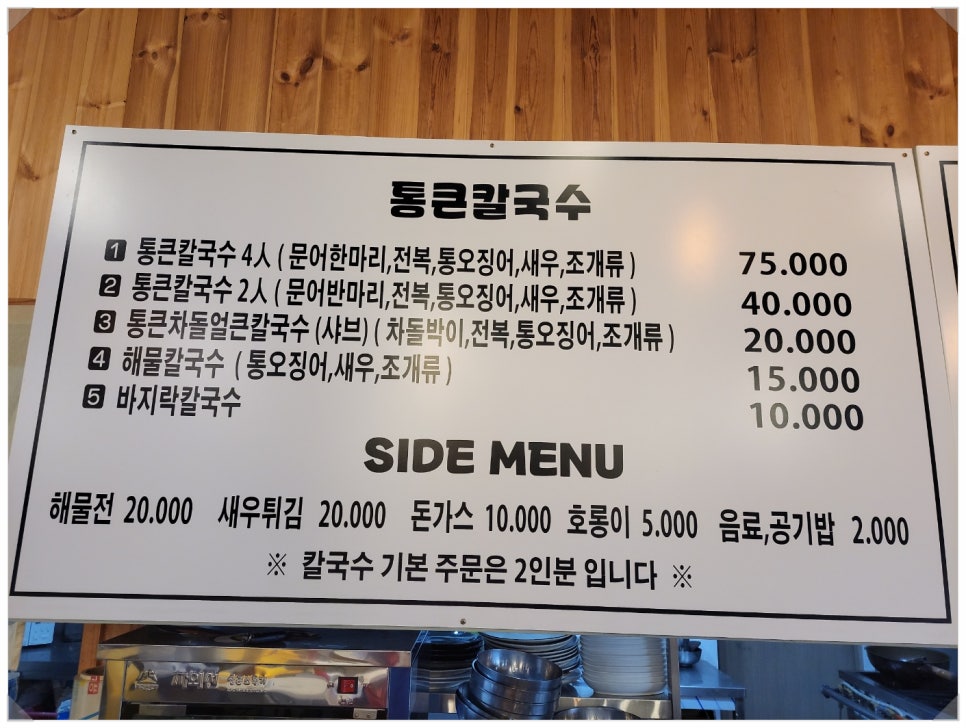 통큰칼국수
1 통큰칼국수 4人 ( 문어한마리,전복,통오징어,새우,조개류 ) 75.000
2 통큰칼국수 2人 ( 문어반마리,전복,통오징어,새우,조개류 ) 40.000
3 통큰차돌얼큰칼국수 (샤브) ( 차돌박이,전복,통오징어,조개류 ) 20.000
4 해물칼국수 ( 통오징어,새우,조개류 ) 15.000
5 바지락칼국수 10.000
SIDE MENU
해물전 20.000 새우튀김 20.000 돈가스 10.000 호롱이 5.000 음료,공기밥 2.000
※ 칼국수 기본 주문은 2인분 입니다 ※